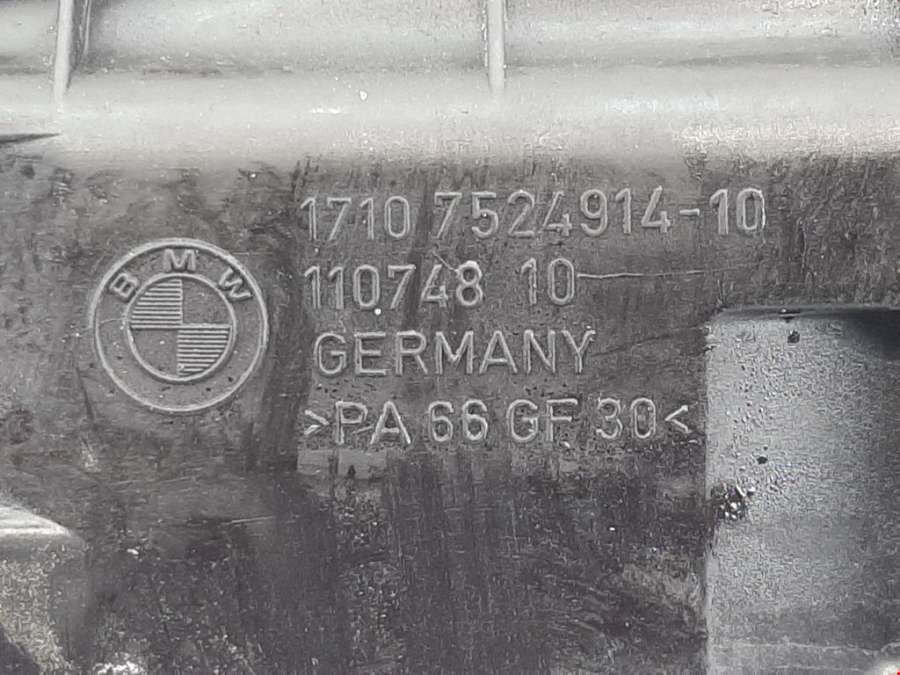 1710 7524914-10
BMW
110748 10
GERMANY
>PA 66 GF 30<